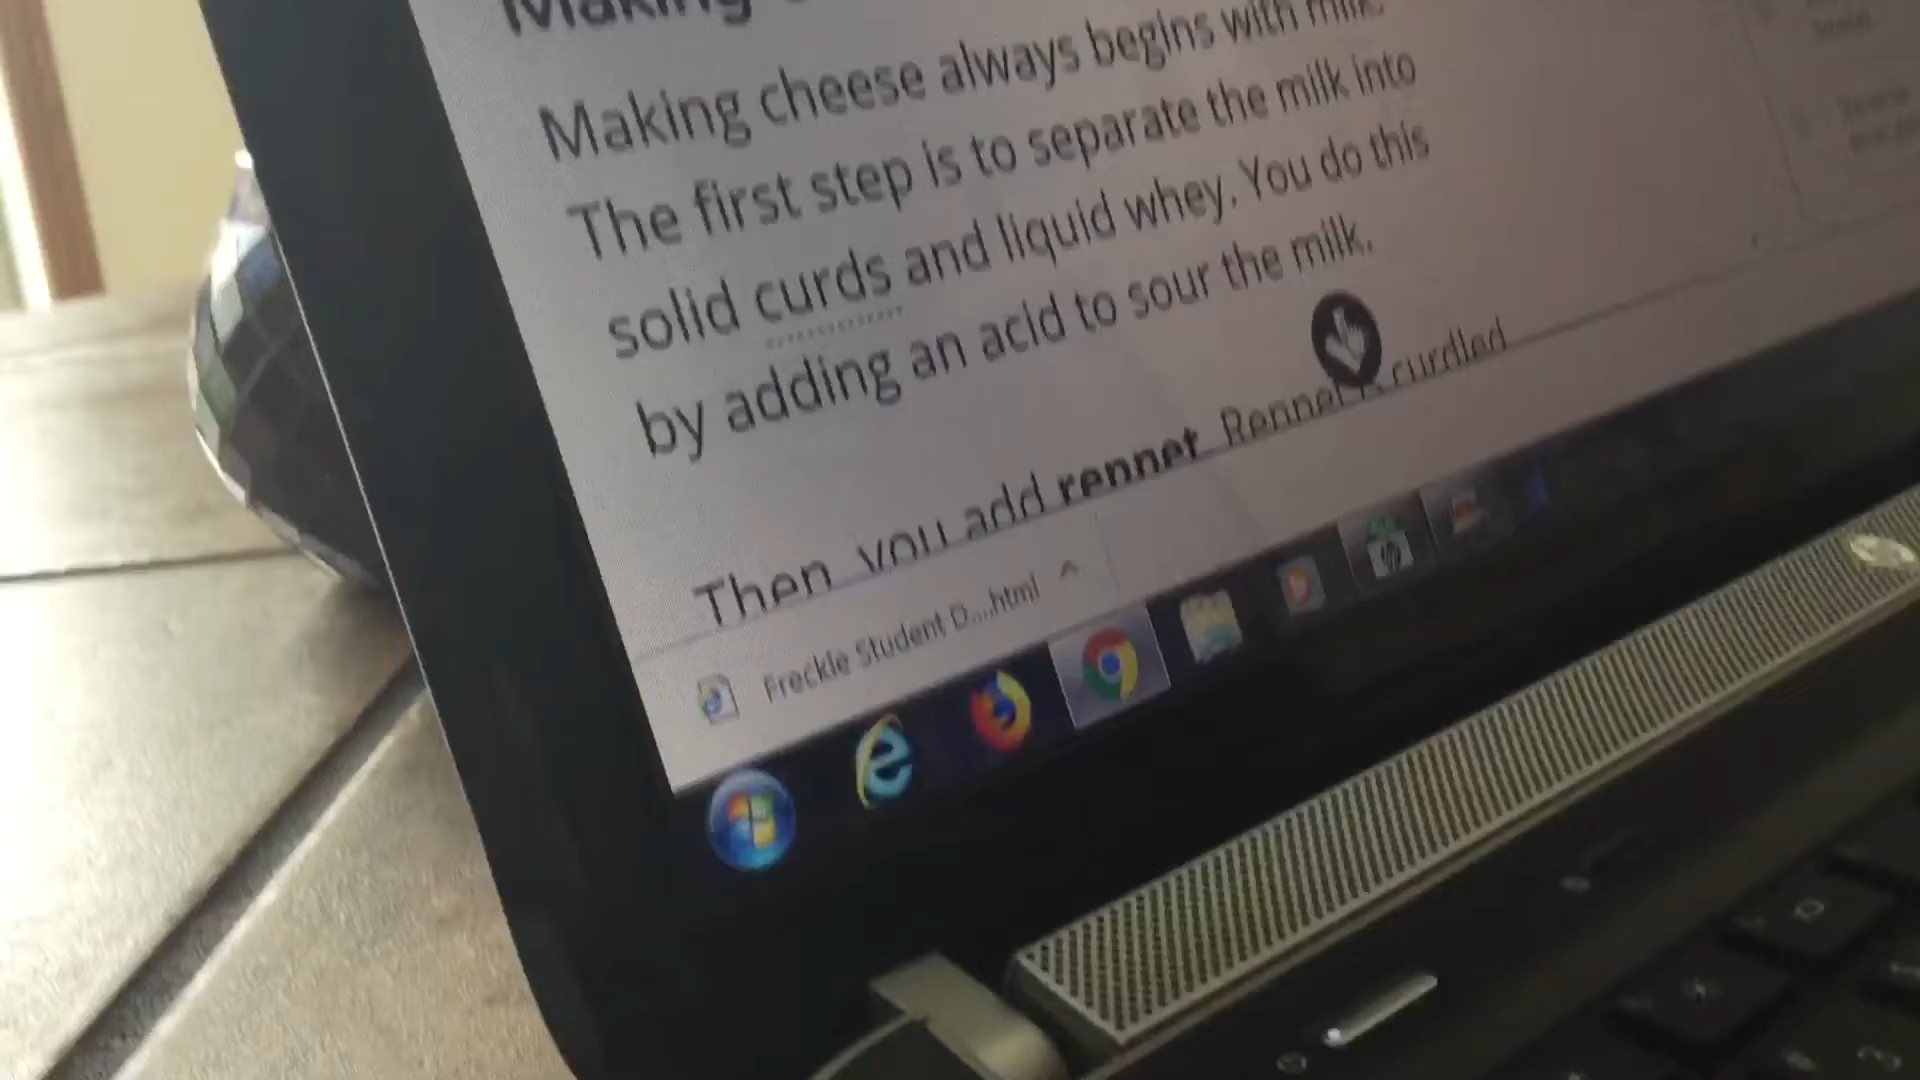 Making
Making cheese always begins with milk.
The first step is to separate the milk into
solid curds and liquid whey. You do this
by adding an acid to sour the milk.
Then, you add rennet. Rennet is curdled
Freckle Student D....html